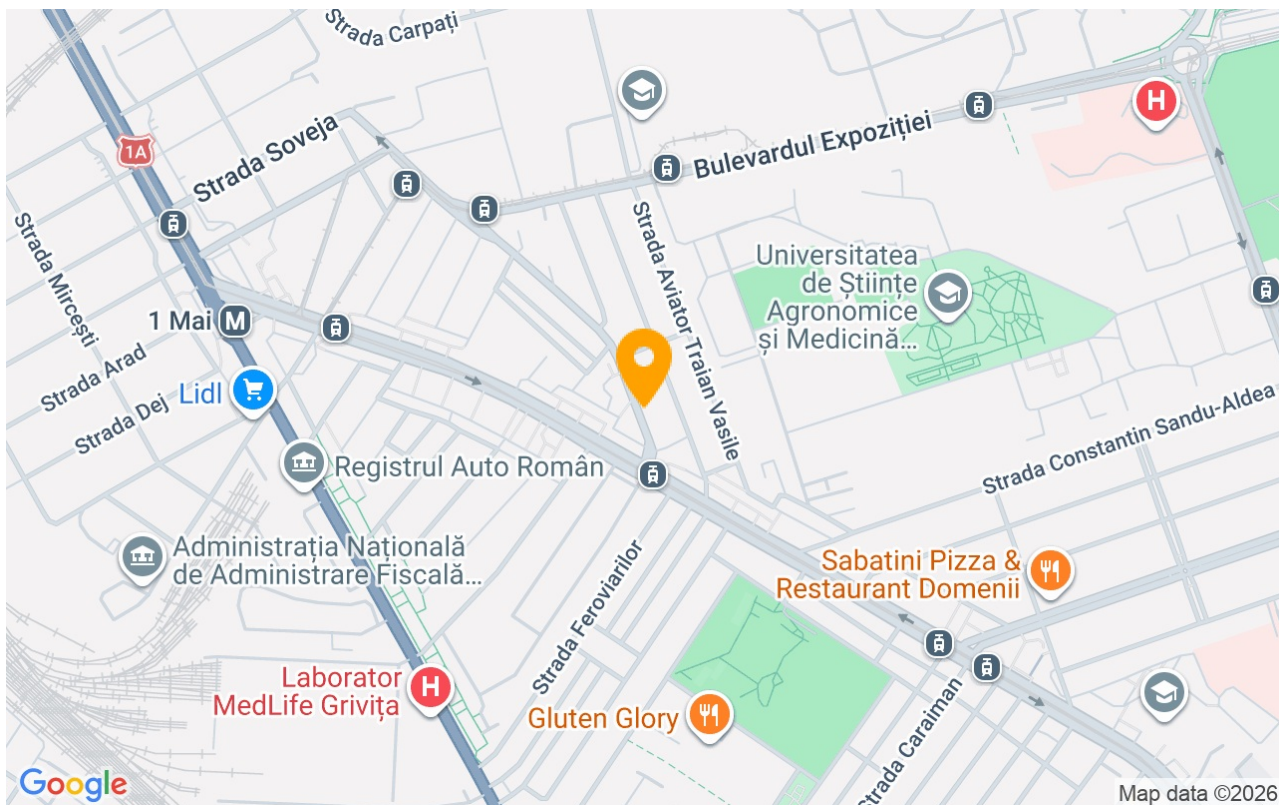 Strada Carpați
1A
Strada Soveja
Bulevardul Expoziției
H
Strada Mircești
Strada Aviator Traian Vasile
Universitatea
de Științe
Agronomice
și Medicină...
1 Mai
M
Strada Arad
Lidl
Strada Dej
Strada Constantin Sandu-Aldea
Registrul Auto Român
Administrația Națională
de Administrare Fiscală...
Sabatini Pizza &
Restaurant Domenii
Strada Feroviarilor
Laborator
MedLife Grivița
H
Gluten Glory
Strada Caraiman
Google
Map data ©2026